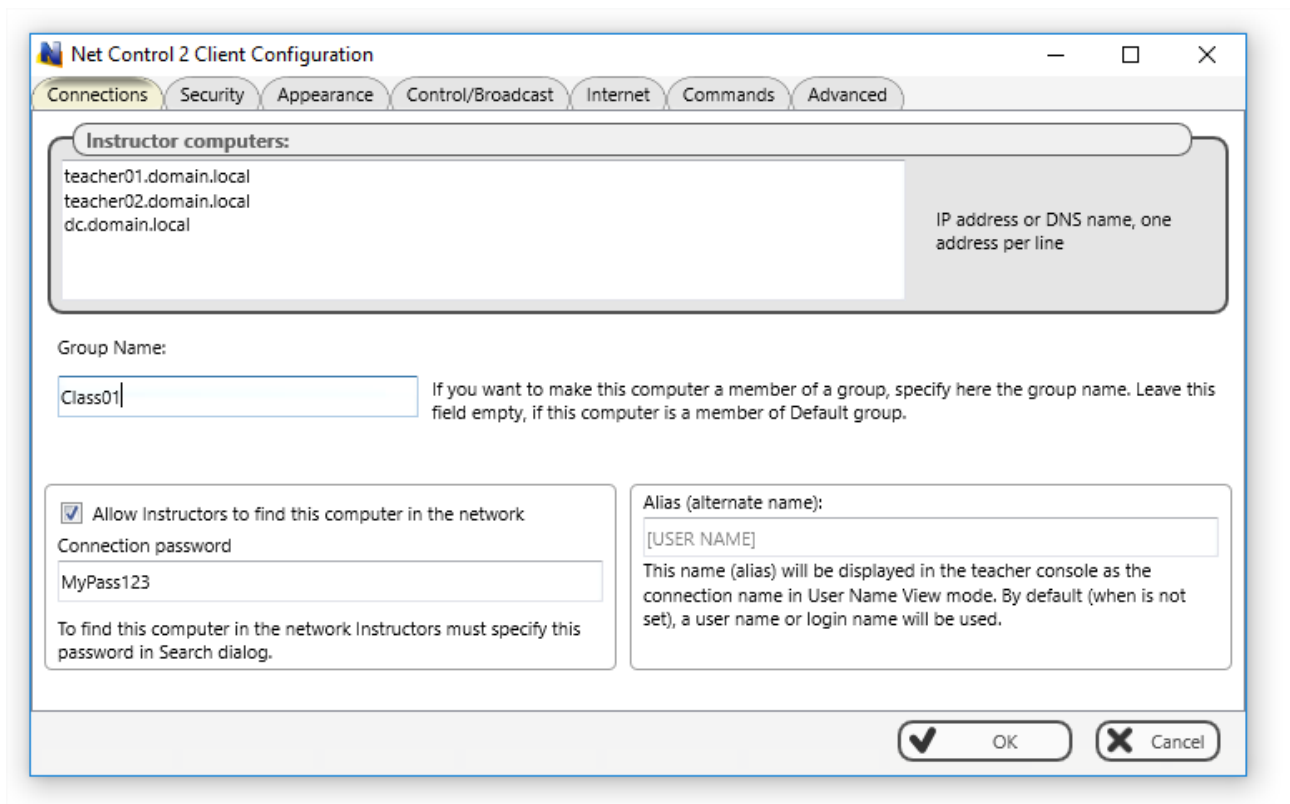 Net Control 2 Client Configuration
Connections Security Appearance Control/Broadcast Internet Commands Advanced
Instructor computers:
teacher01.domain.local
teacher02.domain.local
dc.domain.local
IP address or DNS name, one
address per line
Group Name:
Class01
If you want to make this computer a member of a group, specify here the group name. Leave this
field empty, if this computer is a member of Default group.
Allow Instructors to find this computer in the network
Connection password
MyPass123
To find this computer in the network Instructors must specify this
password in Search dialog.
Alias (alternate name):
[USER NAME]
This name (alias) will be displayed in the teacher console as the
connection name in User Name View mode. By default (when is not
set), a user name or login name will be used.
OK
Cancel